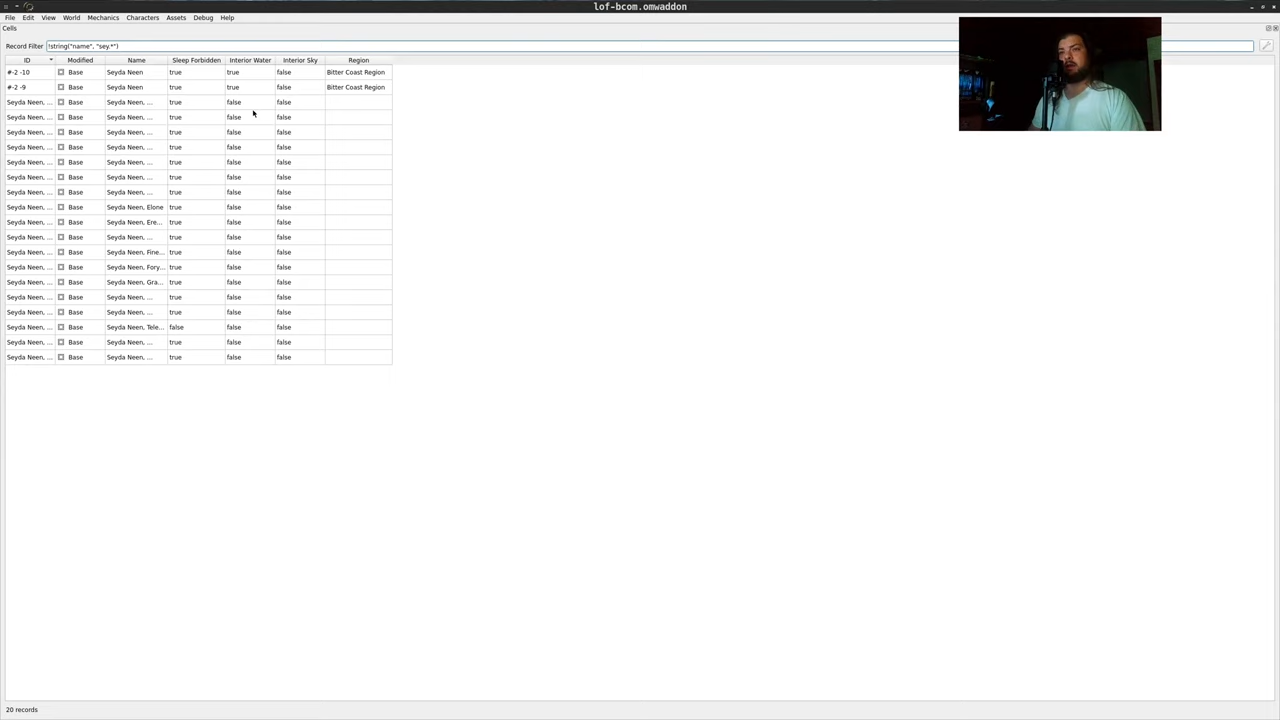 lof-bcom.omwaddon
File Edit View World Mechanics Characters Assets Debug Help
Cells
Record Filter !string("name", "sey.*")
ID Modified Name Sleep Forbidden Interior Water Interior Sky Region
#-2 -10 Base Seyda Neen true true false Bitter Coast Region
#-2 -9 Base Seyda Neen true true false Bitter Coast Region
Seyda Neen, ... Base Seyda Neen, ... true false false
Seyda Neen, ... Base Seyda Neen, ... true false false
Seyda Neen, ... Base Seyda Neen, ... true false false
Seyda Neen, ... Base Seyda Neen, ... true false false
Seyda Neen, ... Base Seyda Neen, ... true false false
Seyda Neen, ... Base Seyda Neen, ... true false false
Seyda Neen, ... Base Seyda Neen, ... true false false
Seyda Neen, ... Base Seyda Neen, Elone true false false
Seyda Neen, ... Base Seyda Neen, Ere... true false false
Seyda Neen, ... Base Seyda Neen, ... true false false
Seyda Neen, ... Base Seyda Neen, Fine... true false false
Seyda Neen, ... Base Seyda Neen, Fory... true false false
Seyda Neen, ... Base Seyda Neen, Gra... true false false
Seyda Neen, ... Base Seyda Neen, ... true false false
Seyda Neen, ... Base Seyda Neen, ... true false false
Seyda Neen, ... Base Seyda Neen, Tele... false false false
Seyda Neen, ... Base Seyda Neen, ... true false false
Seyda Neen, ... Base Seyda Neen, ... true false false
20 records